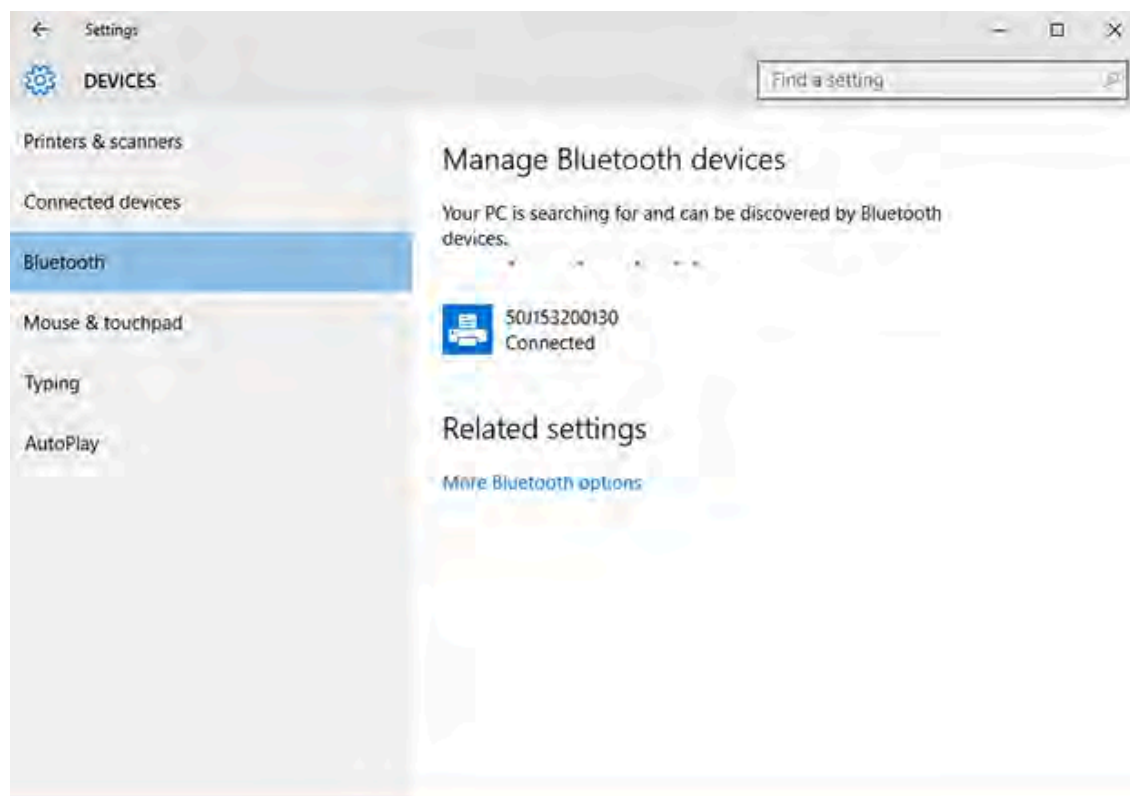 Settings
DEVICES
Find a setting
Printers & scanners
Connected devices
Bluetooth
Mouse & touchpad
Typing
AutoPlay
Manage Bluetooth devices
Your PC is searching for and can be discovered by Bluetooth
devices.
50J153200130
Connected
Related settings
More Bluetooth options